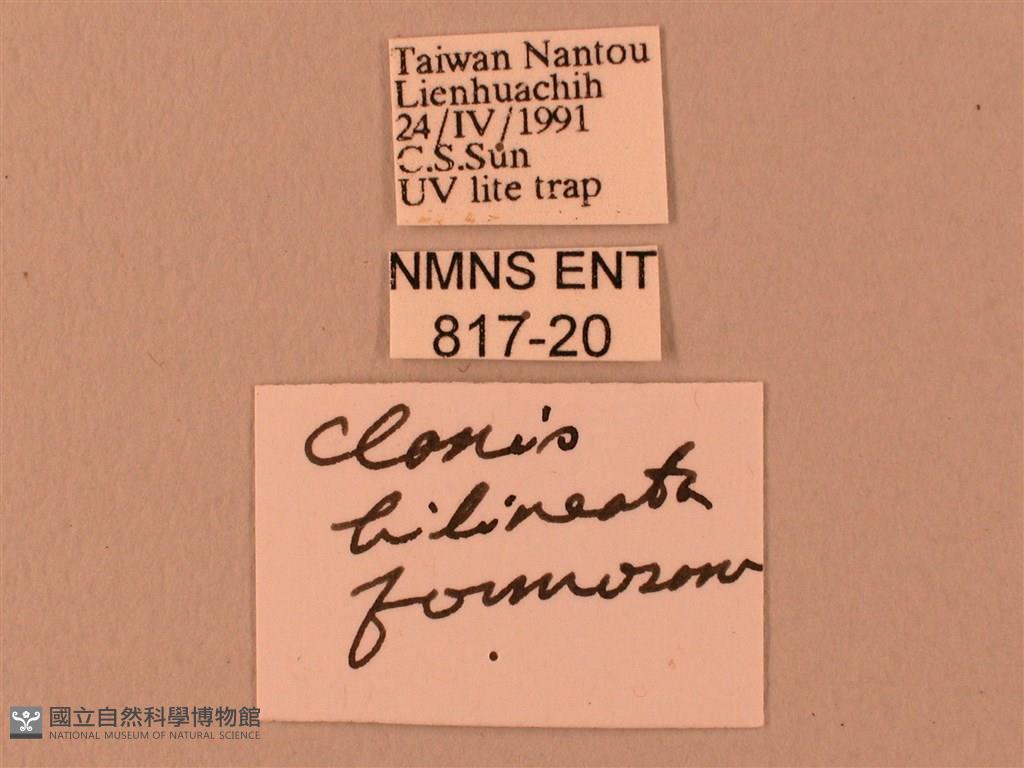 Taiwan Nantou
Lienhuachih
24/IV/1991
C.S.Sun
UV lite trap
NMNS ENT
817-20
Clanis
bilineata
formosana
國立自然科學博物館
NATIONAL MUSEUM OF NATURAL SCIENCE